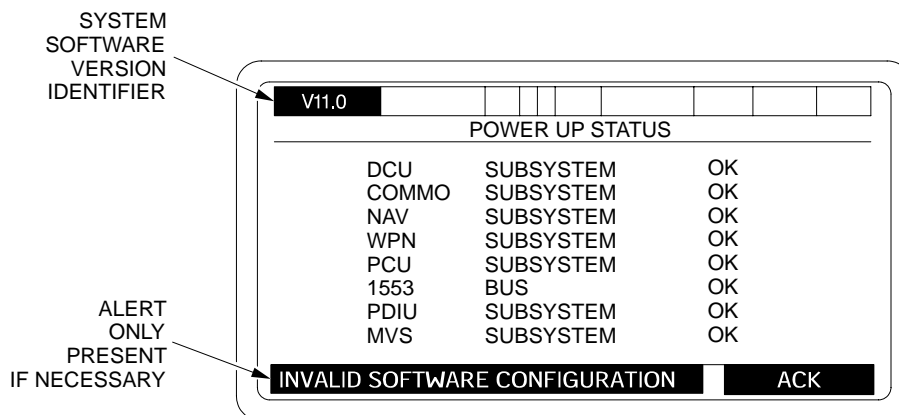 SYSTEM
SOFTWARE
VERSION
IDENTIFIER
V11.0
POWER UP STATUS
DCU SUBSYSTEM OK
COMMO SUBSYSTEM OK
NAV SUBSYSTEM OK
WPN SUBSYSTEM OK
PCU SUBSYSTEM OK
1553 BUS OK
PDIU SUBSYSTEM OK
MVS SUBSYSTEM OK
ALERT
ONLY
PRESENT
IF NECESSARY
INVALID SOFTWARE CONFIGURATION ACK